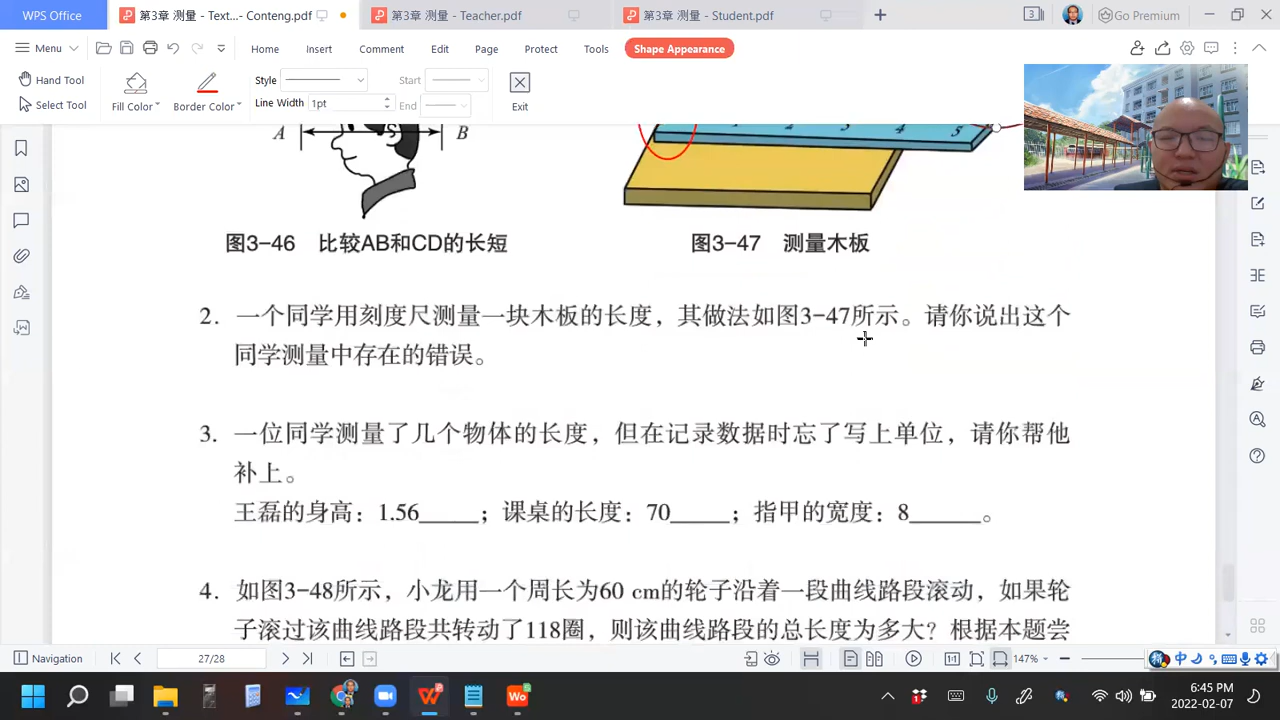 WPS Office
第3章 测量 - Text...- Conteng.pdf
第3章 测量 - Teacher.pdf
第3章 测量 - Student.pdf
3
Go Premium
Menu
Home
Insert
Comment
Edit
Page
Protect
Tools
Shape Appearance
Hand Tool
Select Tool
Fill Color
Border Color
Style
Line Width
1pt
Start
End
Exit
A
B
2
3
4
5
图3-46 比较AB和CD的长短
图3-47 测量木板
2. 一个同学用刻度尺测量一块木板的长度，其做法如图3-47所示。请你说出这个
同学测量中存在的错误。
3. 一位同学测量了几个物体的长度，但在记录数据时忘了写上单位，请你帮他
补上。
王磊的身高：1.56_____；课桌的长度：70_____；指甲的宽度：8______。
4. 如图3-48所示，小龙用一个周长为60 cm的轮子沿着一段曲线路段滚动，如果轮
子滚过该曲线路段共转动了118圈，则该曲线路段的总长度为多大？根据本题尝
Navigation
27/28
147%
中
6:45 PM
2022-02-07